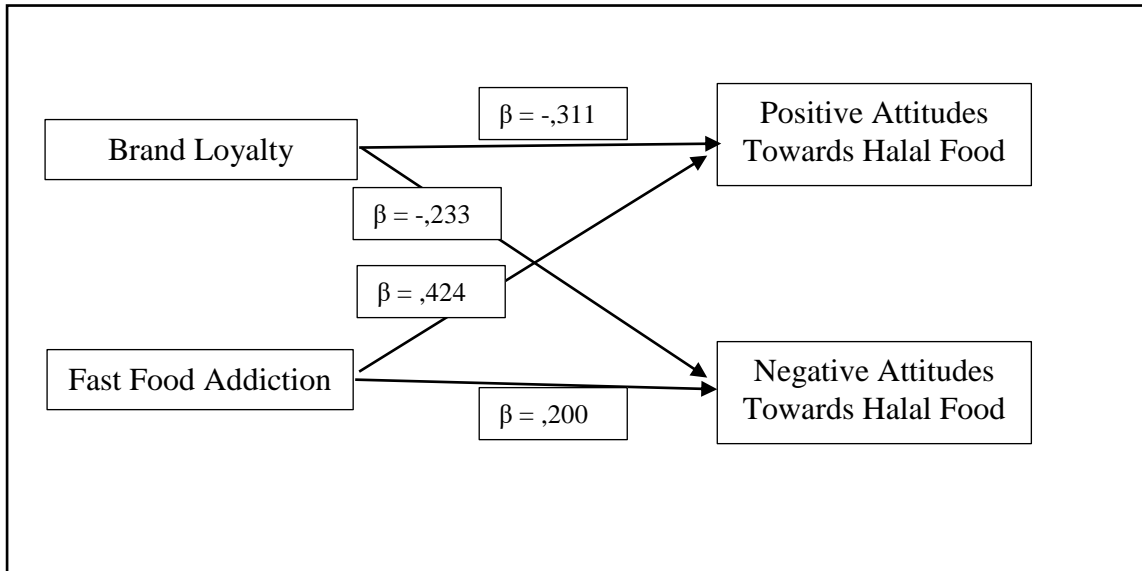 β = -,311
Positive Attitudes
Towards Halal Food
Brand Loyalty
β = -,233
β = ,424
Fast Food Addiction
Negative Attitudes
Towards Halal Food
β = ,200